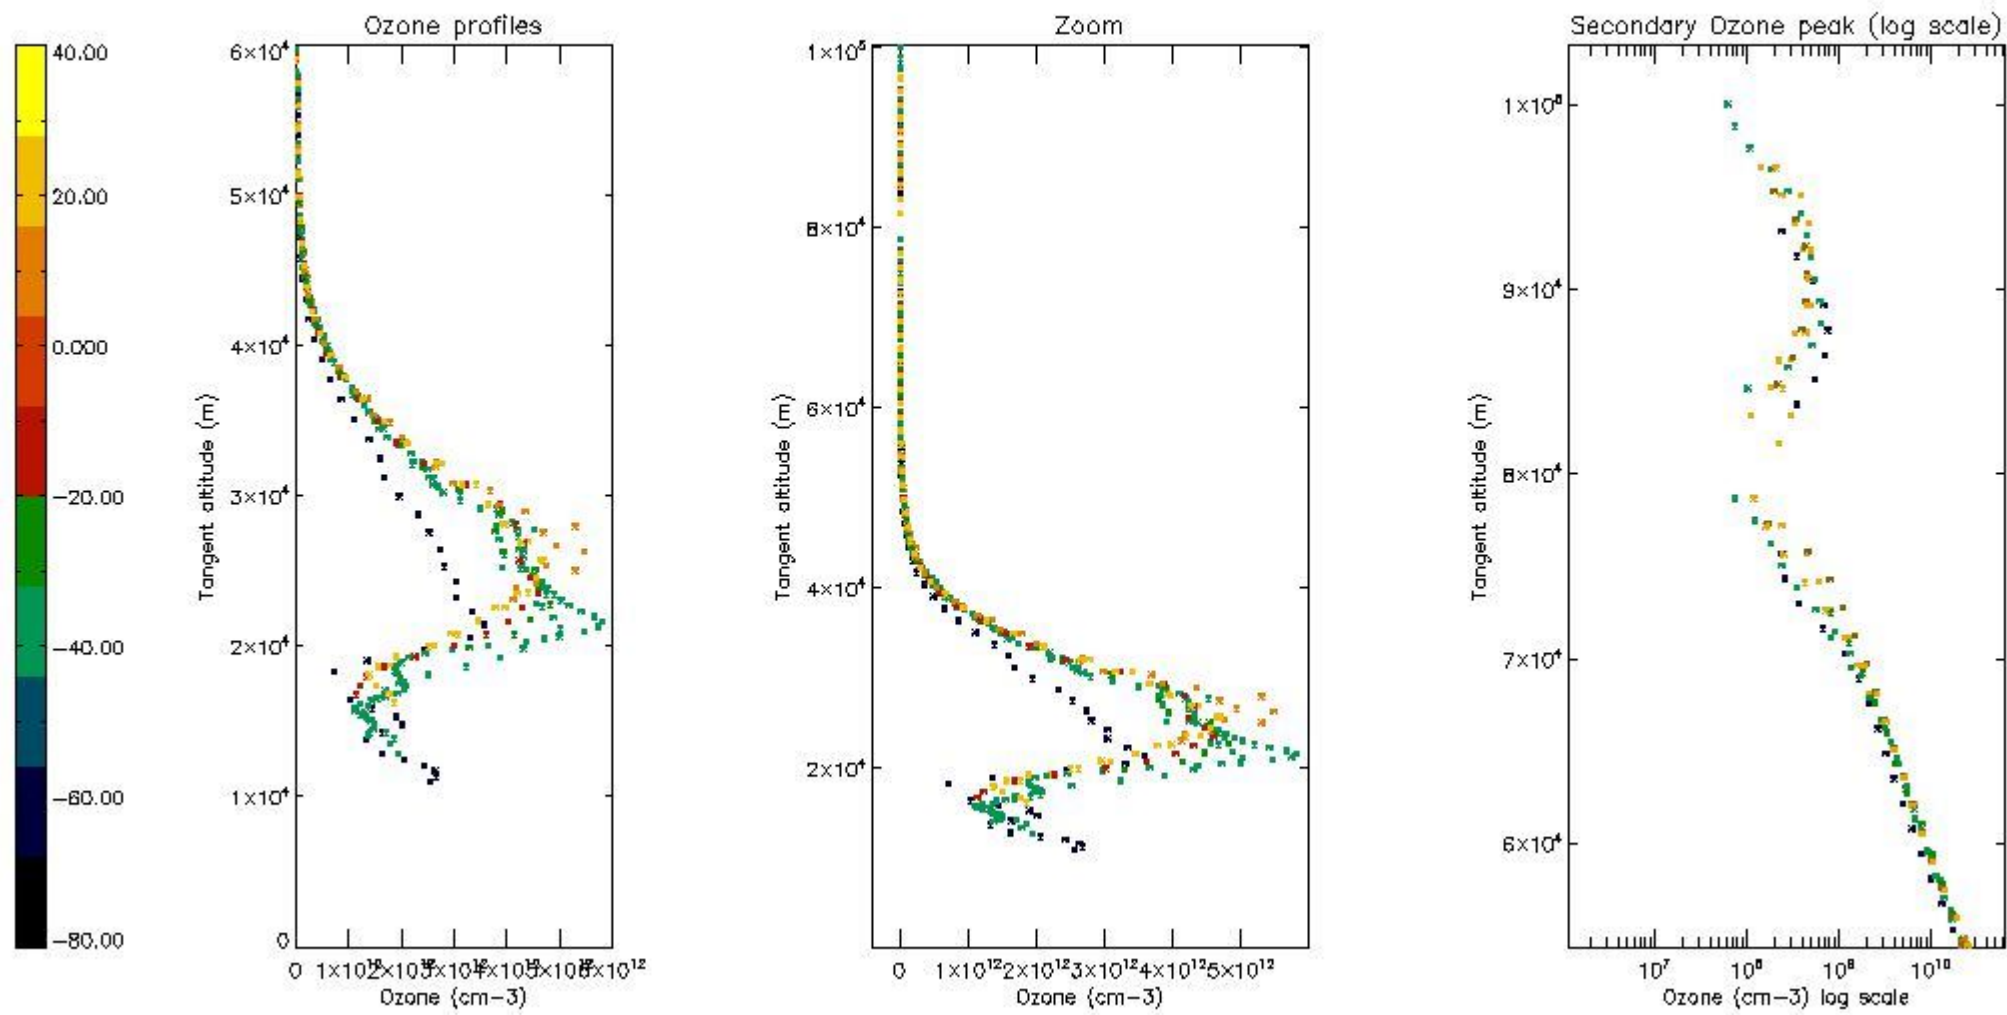 Ozone profiles
Zoom
Secondary Ozone peak (log scale)
40.00
20.00
0.000
−20.00
−40.00
−60.00
−80.00
6×10⁴
5×10⁴
4×10⁴
3×10⁴
2×10⁴
1×10⁴
0
Tangent altitude (m)
0 1×10¹²
Ozone (cm−3)
1×10⁵
8×10⁴
6×10⁴
4×10⁴
2×10⁴
Tangent altitude (m)
0 1×10¹² 2×10¹² 3×10¹² 4×10¹² 5×10¹²
Ozone (cm−3)
9×10⁴
8×10⁴
7×10⁴
6×10⁴
Tangent altitude (m)
10⁷ 10⁸ 10⁹ 10¹⁰
Ozone (cm−3) log scale